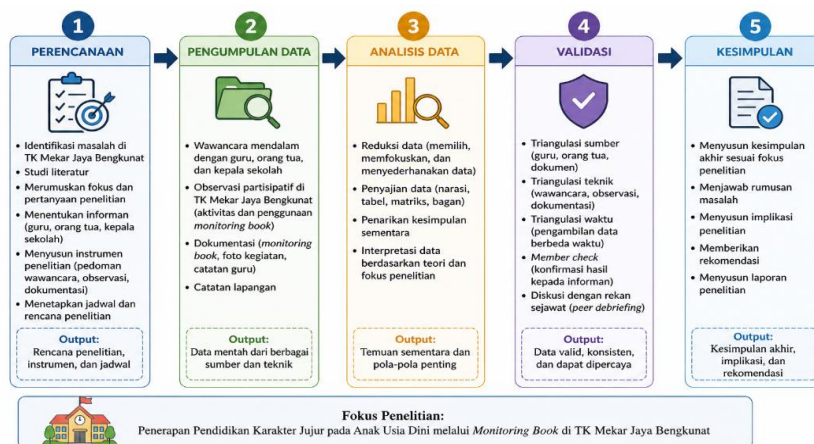 1
PERENCANAAN
• Identifikasi masalah di
TK Mekar Jaya Bengkunat
• Studi literatur
• Merumuskan fokus dan
pertanyaan penelitian
• Menentukan informan
(guru, orang tua, kepala
sekolah)
• Menyusun instrumen
penelitian (pedoman
wawancara, observasi,
dokumentasi)
• Menetapkan jadwal dan
rencana penelitian
Output:
Rencana penelitian,
instrumen, dan jadwal
2
PENGUMPULAN DATA
• Wawancara mendalam
dengan guru, orang tua,
dan kepala sekolah
• Observasi partisipatif di
TK Mekar Jaya Bengkunat
(aktivitas dan penggunaan
monitoring book)
• Dokumentasi (monitoring
book, foto kegiatan,
catatan guru)
• Catatan lapangan
Output:
Data mentah dari berbagai
sumber dan teknik
3
ANALISIS DATA
• Reduksi data (memilih,
memfokuskan, dan
menyederhanakan data)
• Penyajian data (narasi,
tabel, matriks, bagan)
• Penarikan kesimpulan
sementara
• Interpretasi data
berdasarkan teori dan
fokus penelitian
Output:
Temuan sementara dan
pola-pola penting
4
VALIDASI
• Triangulasi sumber
(guru, orang tua,
dokumen)
• Triangulasi teknik
(wawancara, observasi,
dokumentasi)
• Triangulasi waktu
(pengambilan data
berbeda waktu)
• Member check
(konfirmasi hasil
kepada informan)
• Diskusi dengan rekan
sejawat (peer debriefing)
Output:
Data valid, konsisten,
dan dapat dipercaya
5
KESIMPULAN
• Menyusun kesimpulan
akhir sesuai fokus
penelitian
• Menjawab rumusan
masalah
• Menyusun implikasi
penelitian
• Memberikan
rekomendasi
• Menyusun laporan
penelitian
Output:
Kesimpulan akhir,
implikasi, dan
rekomendasi
Fokus Penelitian:
Penerapan Pendidikan Karakter Jujur pada Anak Usia Dini melalui Monitoring Book di TK Mekar Jaya Bengkunat